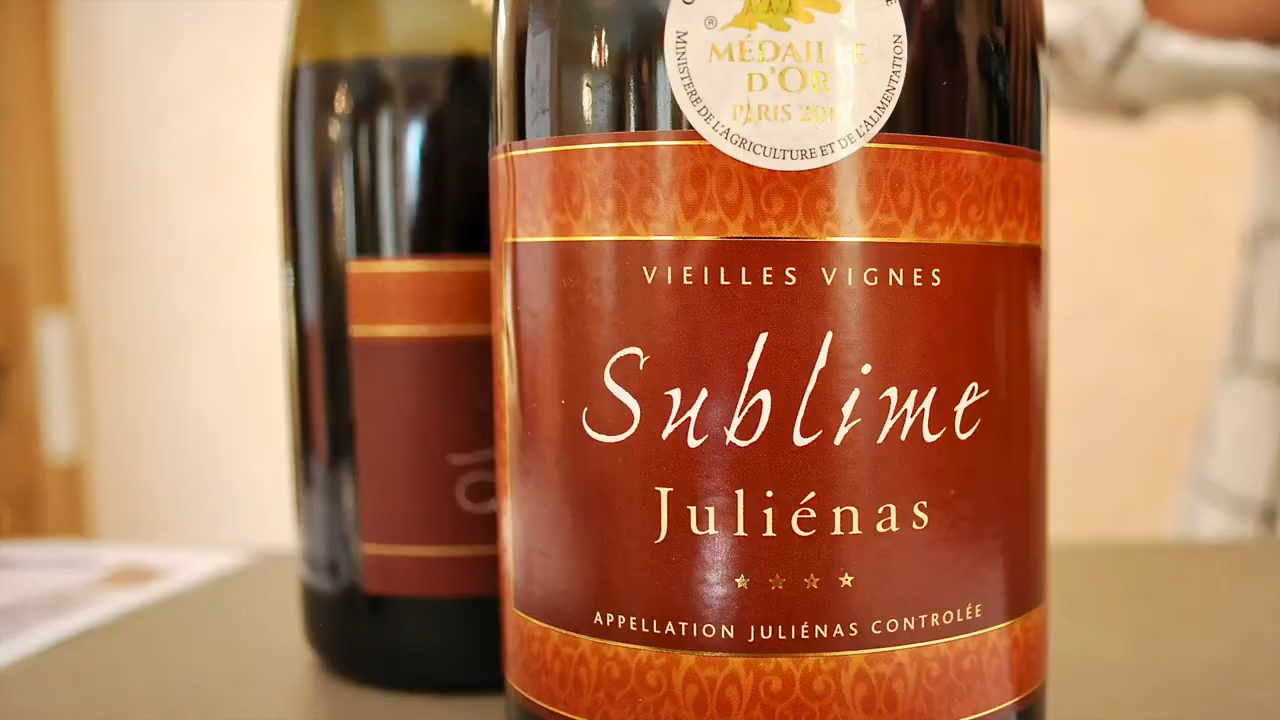 ®
MÉDAILLE
D'OR
PARIS
MINISTERE DE L'AGRICULTURE ET DE L'ALIMENTATION
VIEILLES VIGNES
Sublime
Juliénas
APPELLATION JULIÉNAS CONTROLÉE